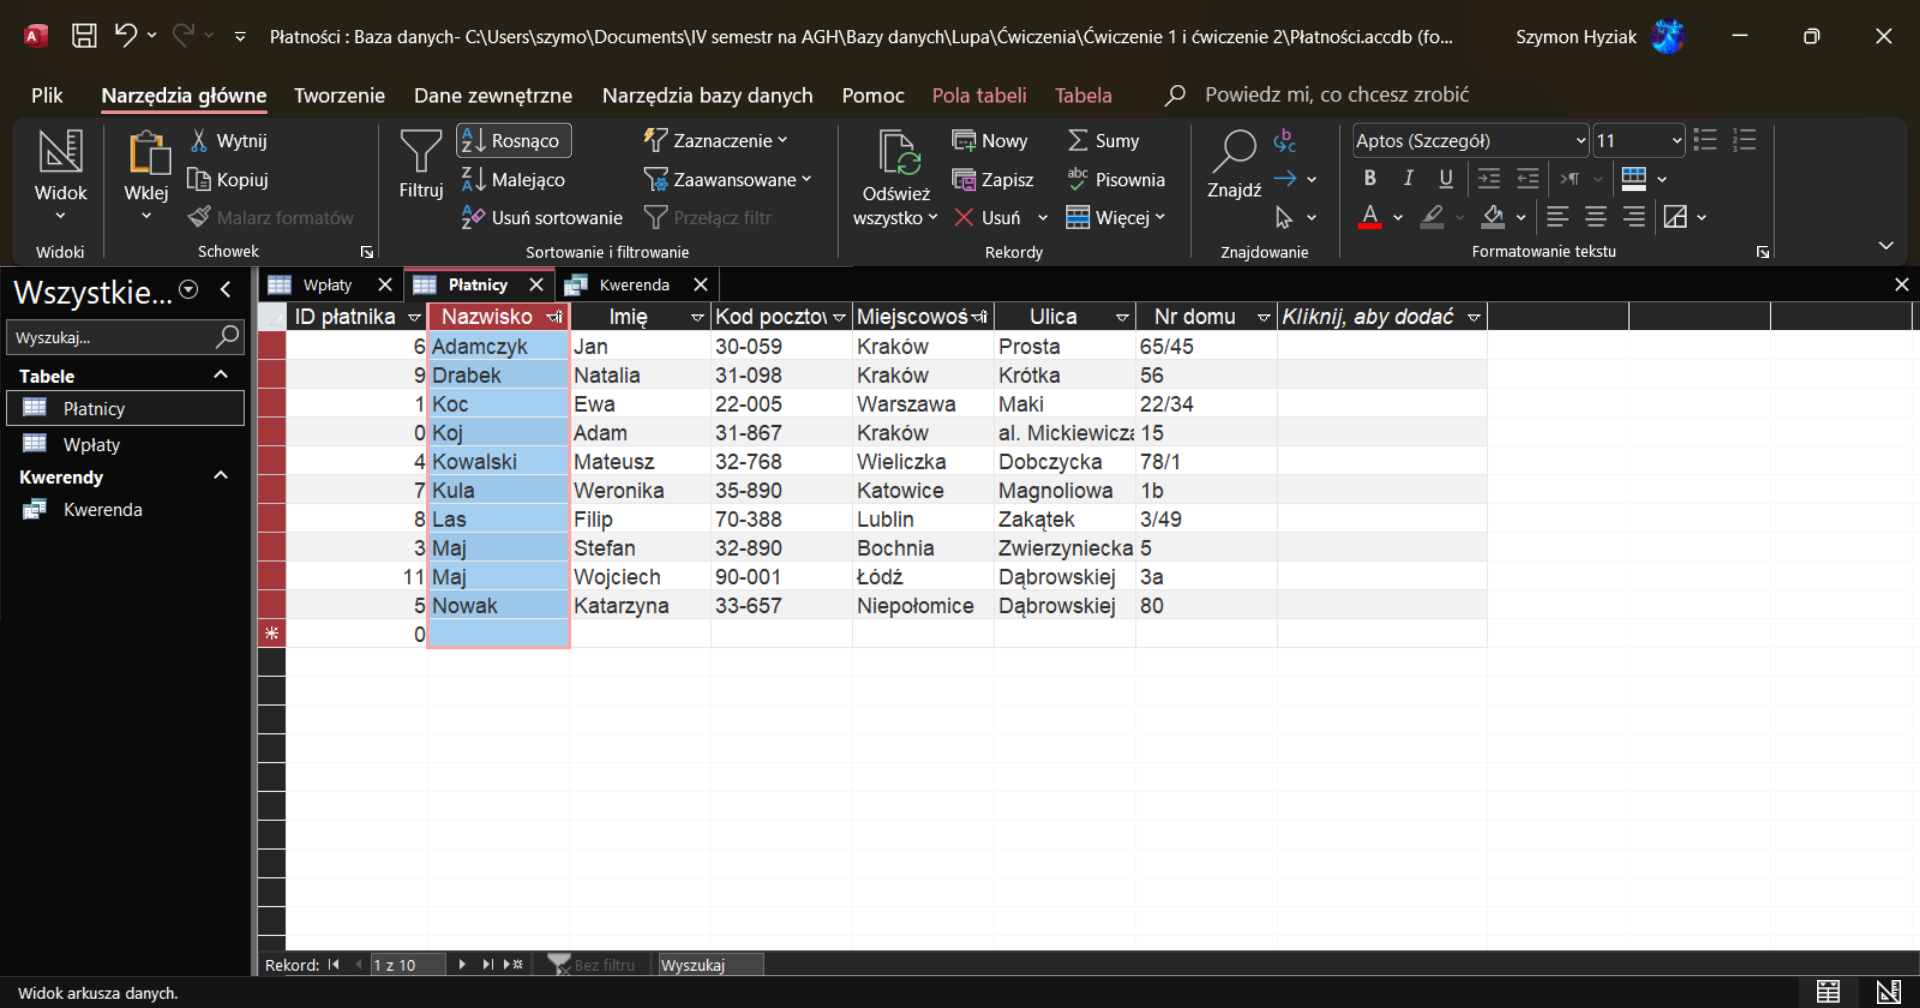 Płatności : Baza danych- C:\Users\szymo\Documents\IV semestr na AGH\Bazy danych\Lupa\Ćwiczenia\Ćwiczenie 1 i ćwiczenie 2\Płatności.accdb (fo...
Szymon Hyziak
Plik Narzędzia główne Tworzenie Dane zewnętrzne Narzędzia bazy danych Pomoc Pola tabeli Tabela Powiedz mi, co chcesz zrobić
Widok
Widoki
Wklej
Wytnij
Kopiuj
Malarz formatów
Schowek
Filtruj
Rosnąco
Malejąco
Usuń sortowanie
Zaznaczenie
Zaawansowane
Przełącz filtr
Sortowanie i filtrowanie
Odśwież
wszystko
Nowy
Zapisz
Usuń
Sumy
Pisownia
Więcej
Rekordy
Znajdź
Znajdowanie
Aptos (Szczegół) 11
B I U
A
Formatowanie tekstu
Wszystkie...
Wyszukaj...
Tabele
Płatnicy
Wpłaty
Kwerendy
Kwerenda
Wpłaty Płatnicy Kwerenda
ID płatnika Nazwisko Imię Kod pocztow Miejscowoś Ulica Nr domu Kliknij, aby dodać
6 Adamczyk Jan 30-059 Kraków Prosta 65/45
9 Drabek Natalia 31-098 Kraków Krótka 56
1 Koc Ewa 22-005 Warszawa Maki 22/34
0 Koj Adam 31-867 Kraków al. Mickiewicza 15
4 Kowalski Mateusz 32-768 Wieliczka Dobczycka 78/1
7 Kula Weronika 35-890 Katowice Magnoliowa 1b
8 Las Filip 70-388 Lublin Zakątek 3/49
3 Maj Stefan 32-890 Bochnia Zwierzyniecka 5
11 Maj Wojciech 90-001 Łódź Dąbrowskiej 3a
5 Nowak Katarzyna 33-657 Niepołomice Dąbrowskiej 80
0
Rekord: 1 z 10 Bez filtru Wyszukaj
Widok arkusza danych.